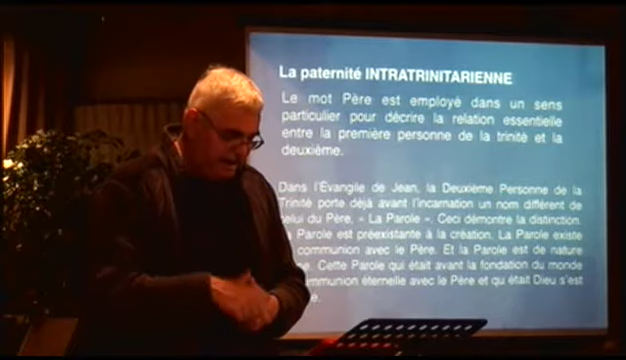 La paternité INTRATRINITARIENNE
Le mot Père est employé dans un sens
particulier pour décrire la relation essentielle
entre la première personne de la trinité et la
deuxième.
Dans l'Évangile de Jean, la Deuxième Personne de la
Trinité porte déjà avant l'incarnation un nom différent de
celui du Père, « La Parole ». Ceci démontre la distinction.
Parole est préexistante à la création. La Parole existe
communion avec le Père. Et la Parole est de nature
Cette Parole qui était avant la fondation du monde
communion éternelle avec le Père et qui était Dieu s'est